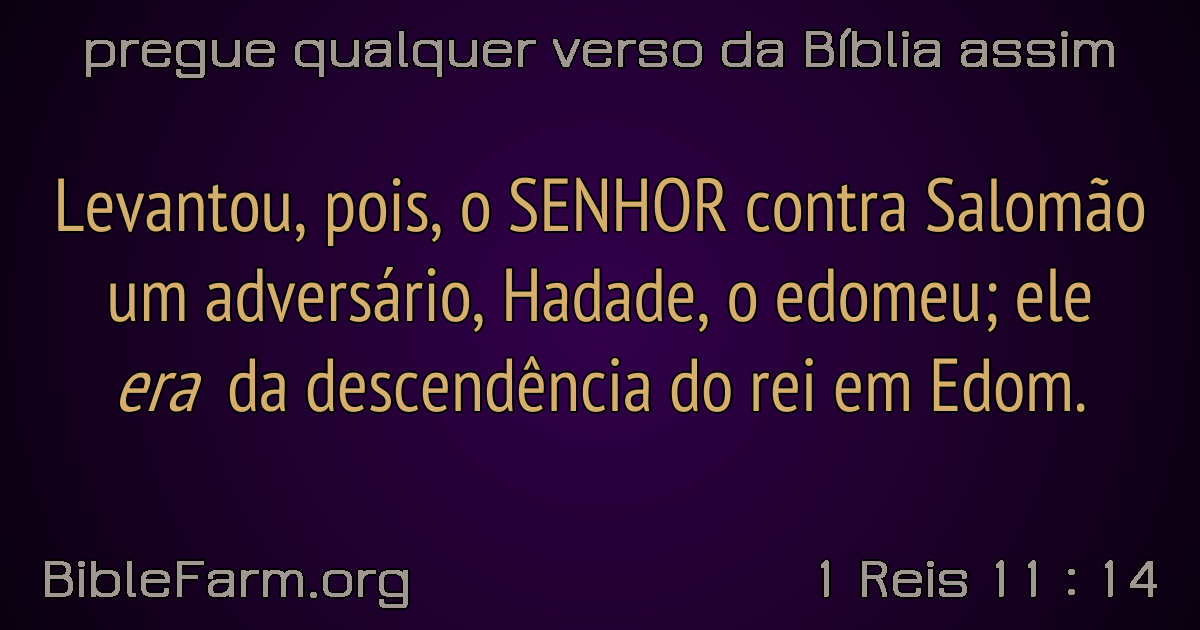 pregue qualquer verso da Bíblia assim
Levantou, pois, o SENHOR contra Salomão
um adversário, Hadade, o edomeu; ele
era da descendência do rei em Edom.
BibleFarm.org
1 Reis 11 : 14